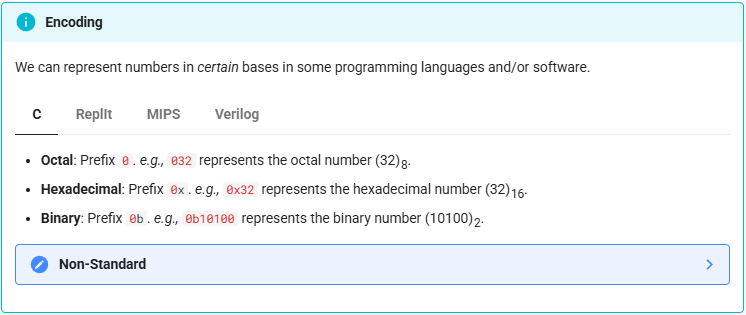 Encoding
We can represent numbers in certain bases in some programming languages and/or software.
C ReplIt MIPS Verilog
• Octal: Prefix 0 . e.g., 032 represents the octal number (32)8.
• Hexadecimal: Prefix 0x . e.g., 0x32 represents the hexadecimal number (32)16.
• Binary: Prefix 0b . e.g., 0b10100 represents the binary number (10100)2.
Non-Standard